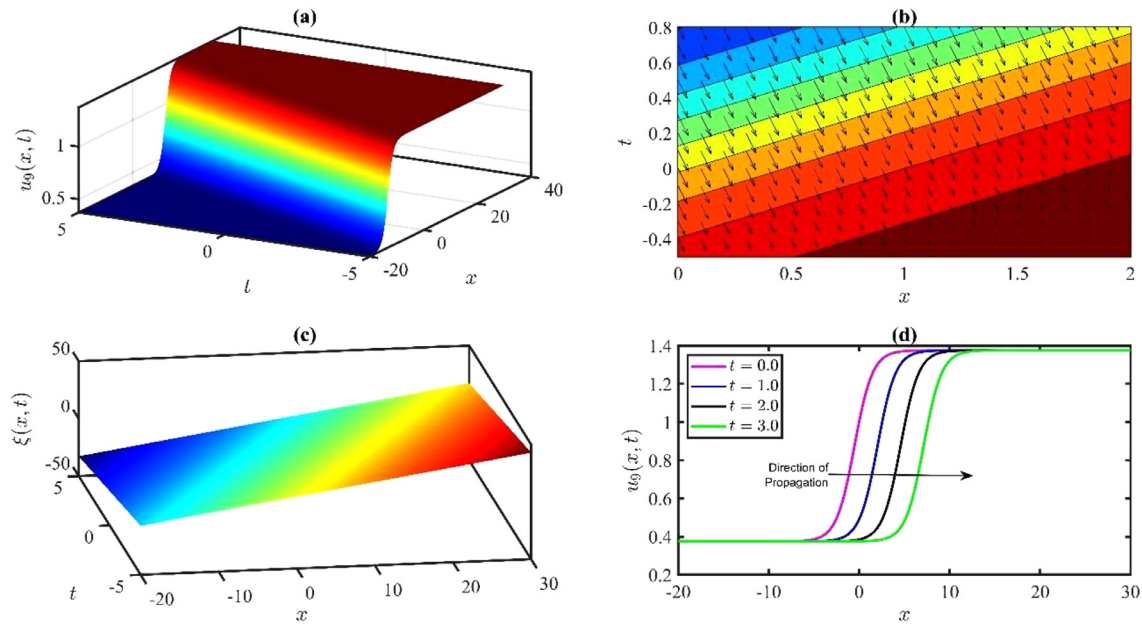 (a)
u₉(x, t)
1
0.5
5
0
-5
t
-20
0
20
40
x
(b)
0.8
0.6
0.4
0.2
0
-0.2
-0.4
t
0 0.5 1 1.5 2
x
(c)
50
0
-50
ξ(x, t)
5
0
-5
t
-20 -10 0 10 20 30
x
(d)
1.4
1.2
1
0.8
0.6
0.4
0.2
u₉(x, t)
t = 0.0
t = 1.0
t = 2.0
t = 3.0
Direction of
Propagation
-20 -10 0 10 20 30
x